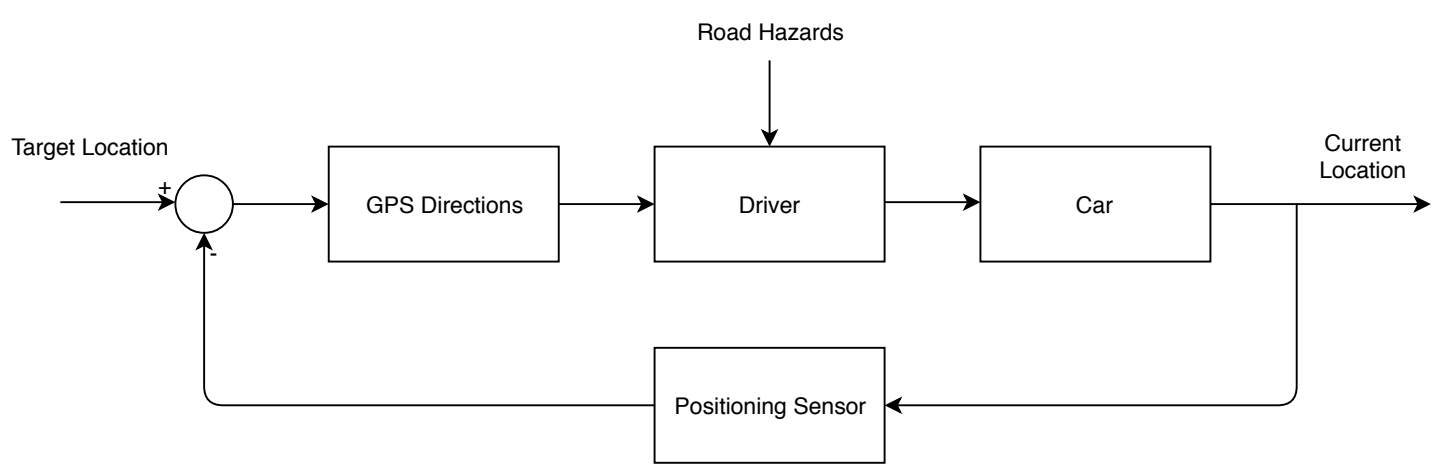 Road Hazards
Target Location
Current
Location
+
GPS Directions
Driver
Car
-
Positioning Sensor